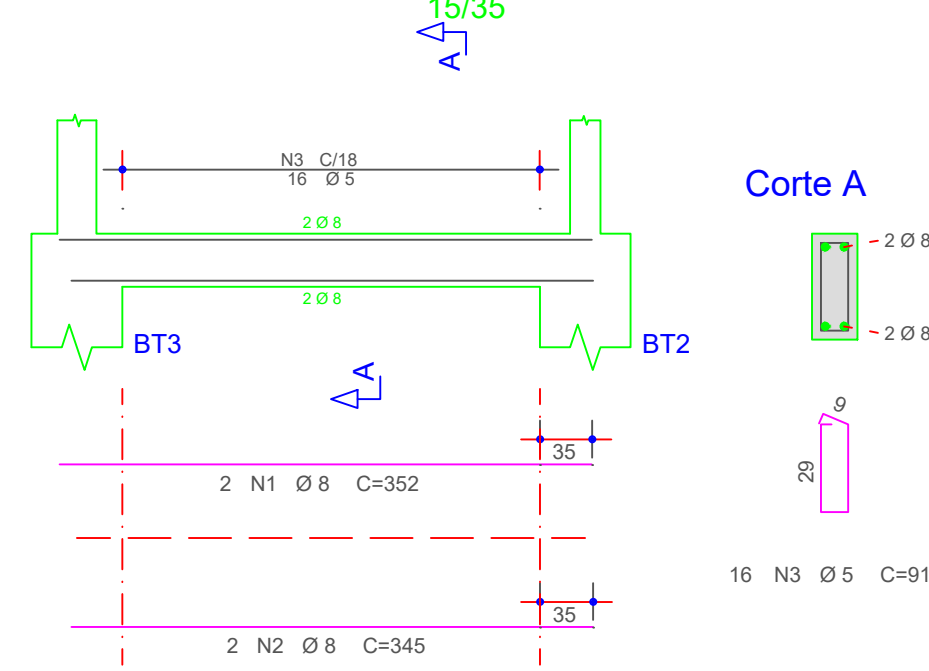 15/35
A
N3 C/18
16 Ø 5
Corte A
2 Ø 8
2 Ø 8
2 Ø 8
2 Ø 8
BT3
BT2
A
9
35
29
2 N1 Ø 8 C=352
16 N3 Ø 5 C=91
35
2 N2 Ø 8 C=345